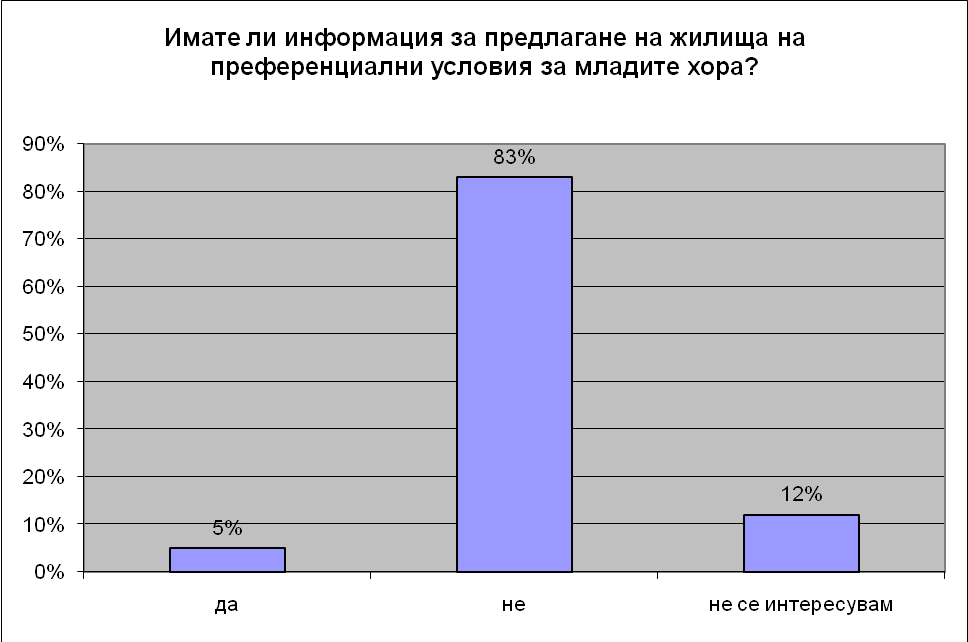 Имате ли информация за предлагане на жилища на
преференциални условия за младите хора?
90%
80%
70%
60%
50%
40%
30%
20%
10%
0%
5%
83%
12%
да
не
не се интересувам